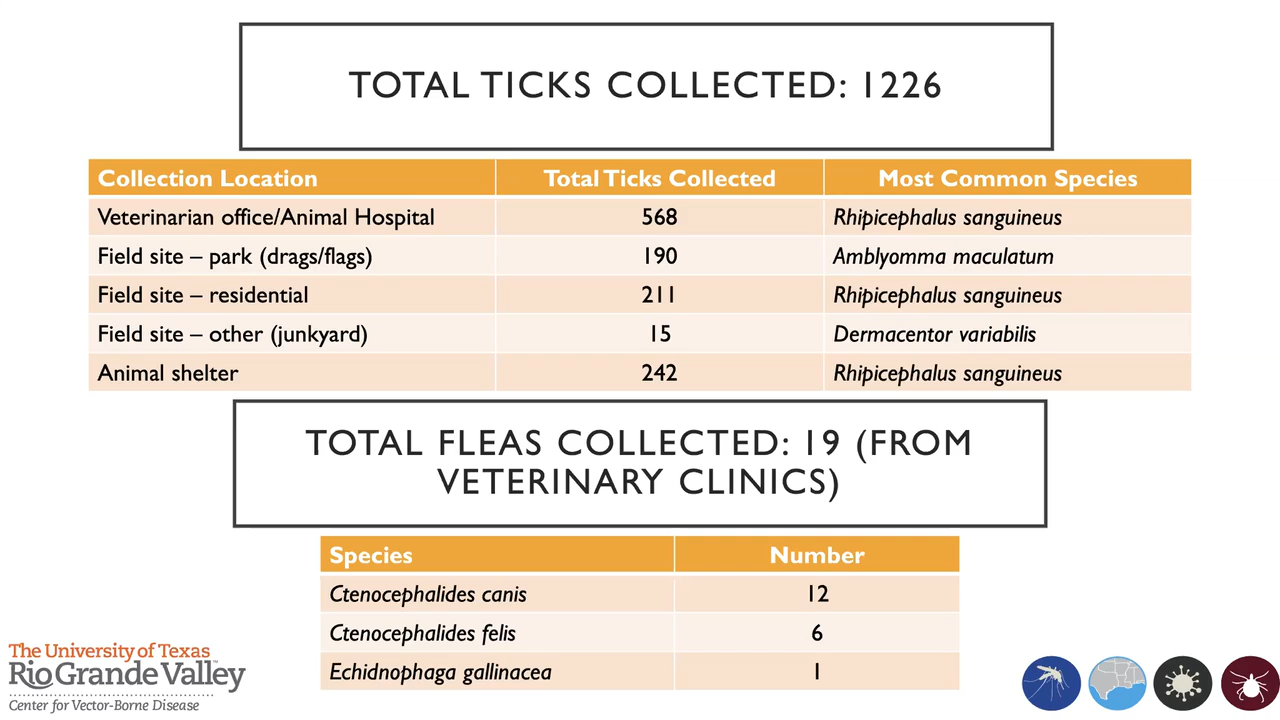 TOTAL TICKS COLLECTED: 1226
Collection Location Total Ticks Collected Most Common Species
Veterinarian office/Animal Hospital 568 Rhipicephalus sanguineus
Field site – park (drags/flags) 190 Amblyomma maculatum
Field site – residential 211 Rhipicephalus sanguineus
Field site – other (junkyard) 15 Dermacentor variabilis
Animal shelter 242 Rhipicephalus sanguineus
TOTAL FLEAS COLLECTED: 19 (FROM
VETERINARY CLINICS)
Species Number
Ctenocephalides canis 12
Ctenocephalides felis 6
Echidnophaga gallinacea 1
The University of Texas
Rio Grande Valley™
Center for Vector-Borne Disease